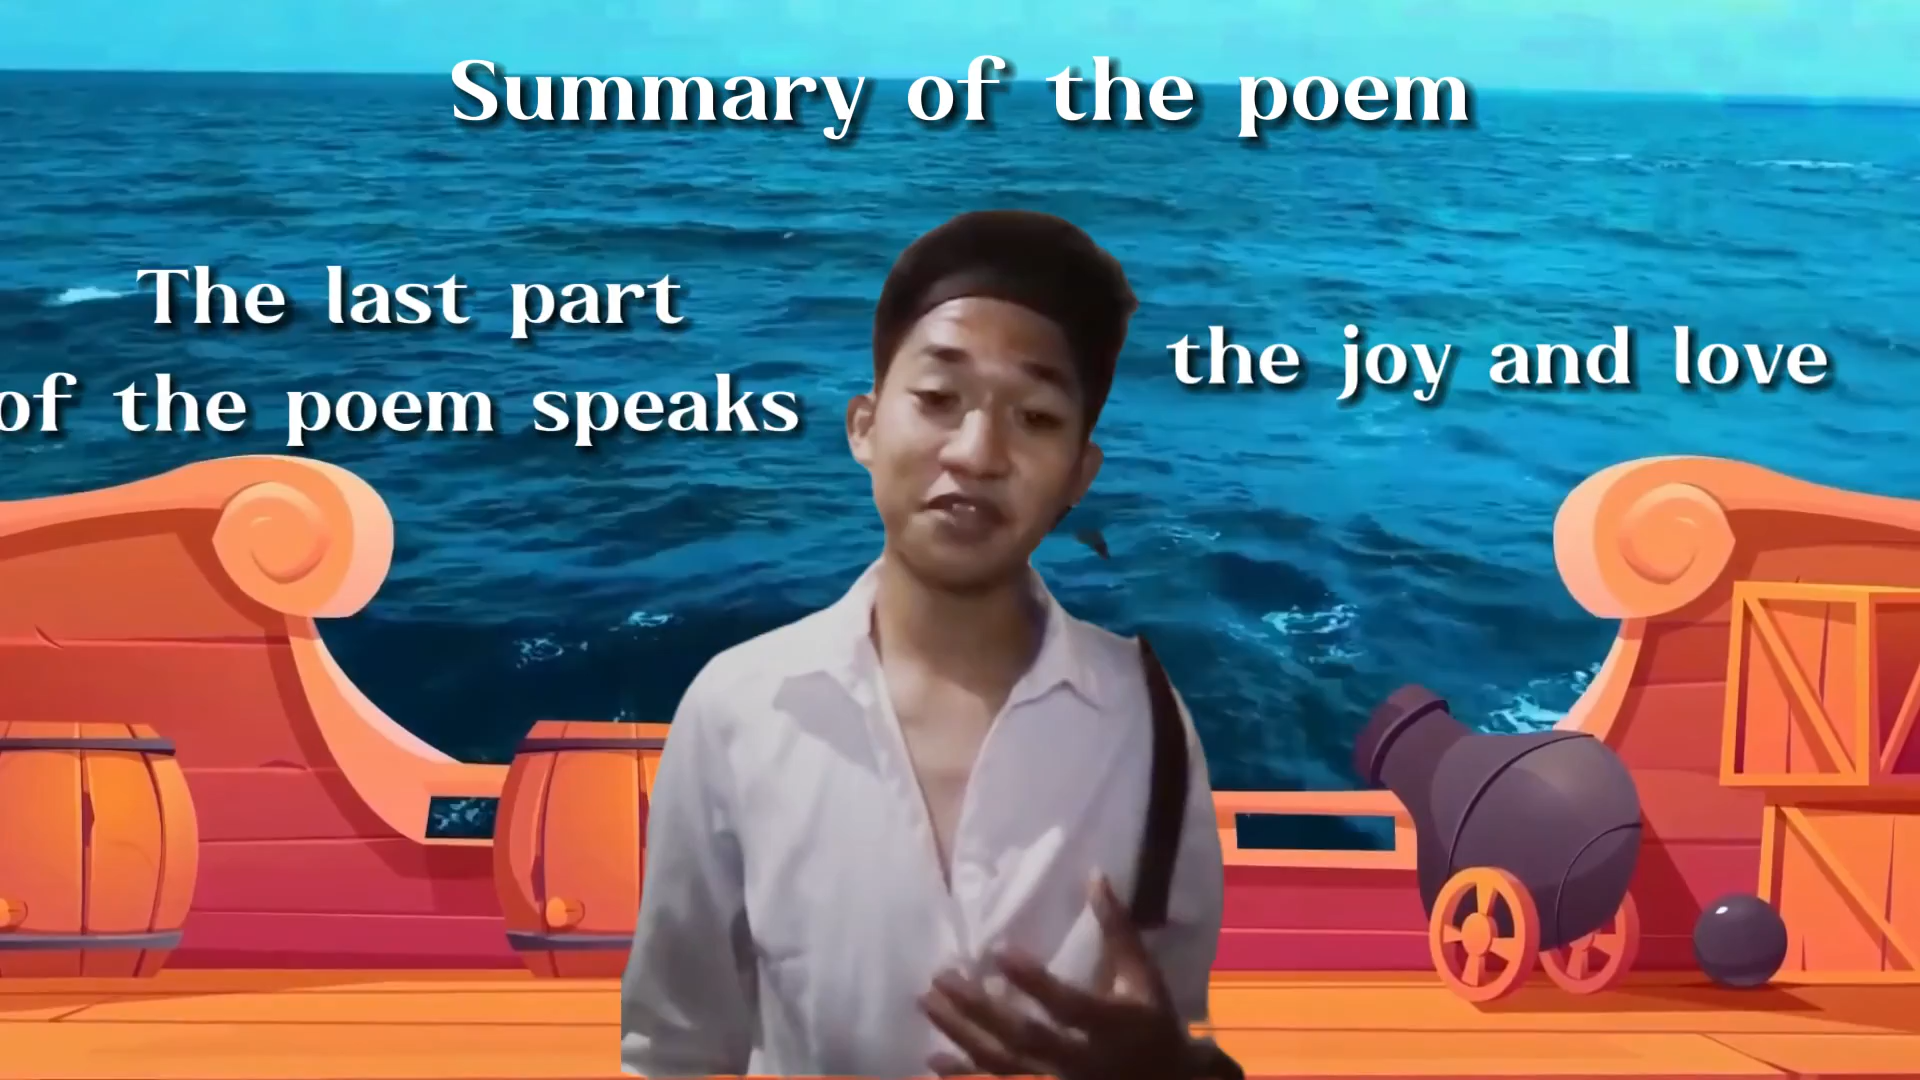 Summary of the poem
The last part
of the poem speaks
the joy and love